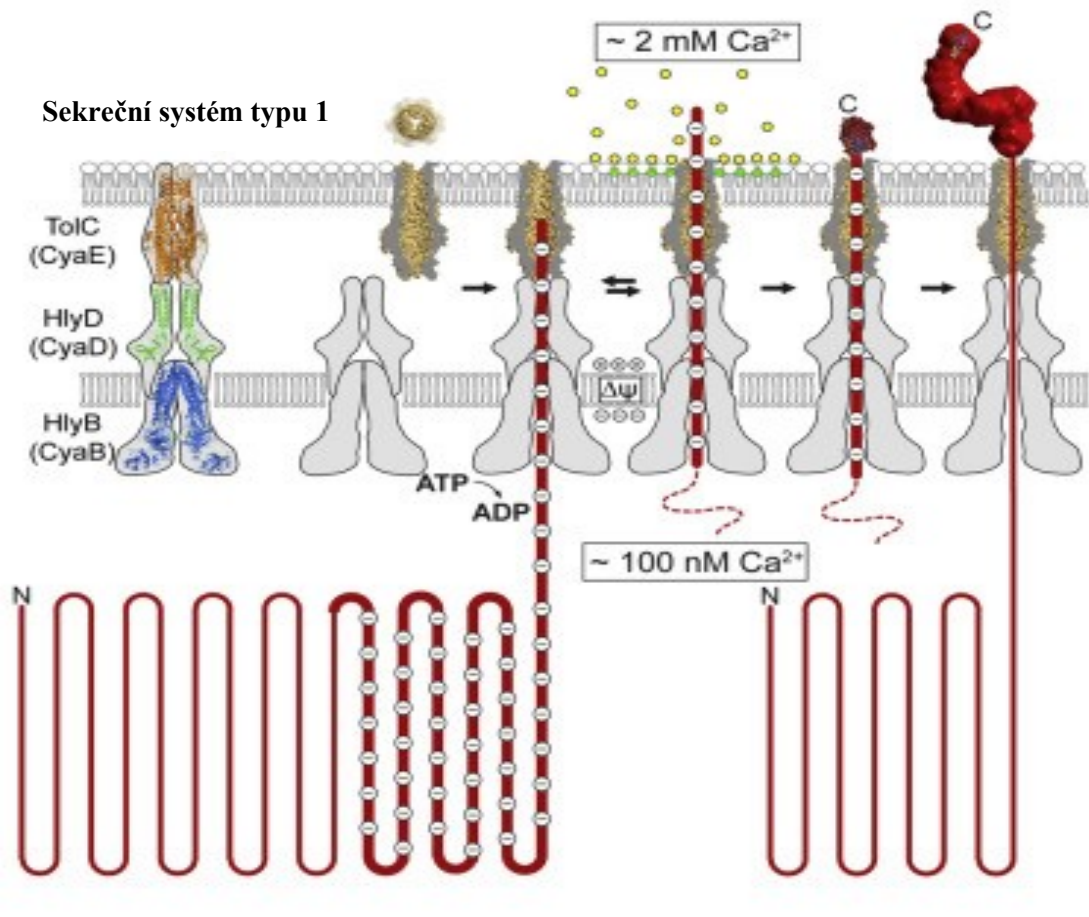 ~ 2 mM Ca²⁺
C
Sekreční systém typu 1
C
TolC
(CyaE)
HlyD
(CyaD)
Δψ
HlyB
(CyaB)
ATP
ADP
~ 100 nM Ca²⁺
N
N